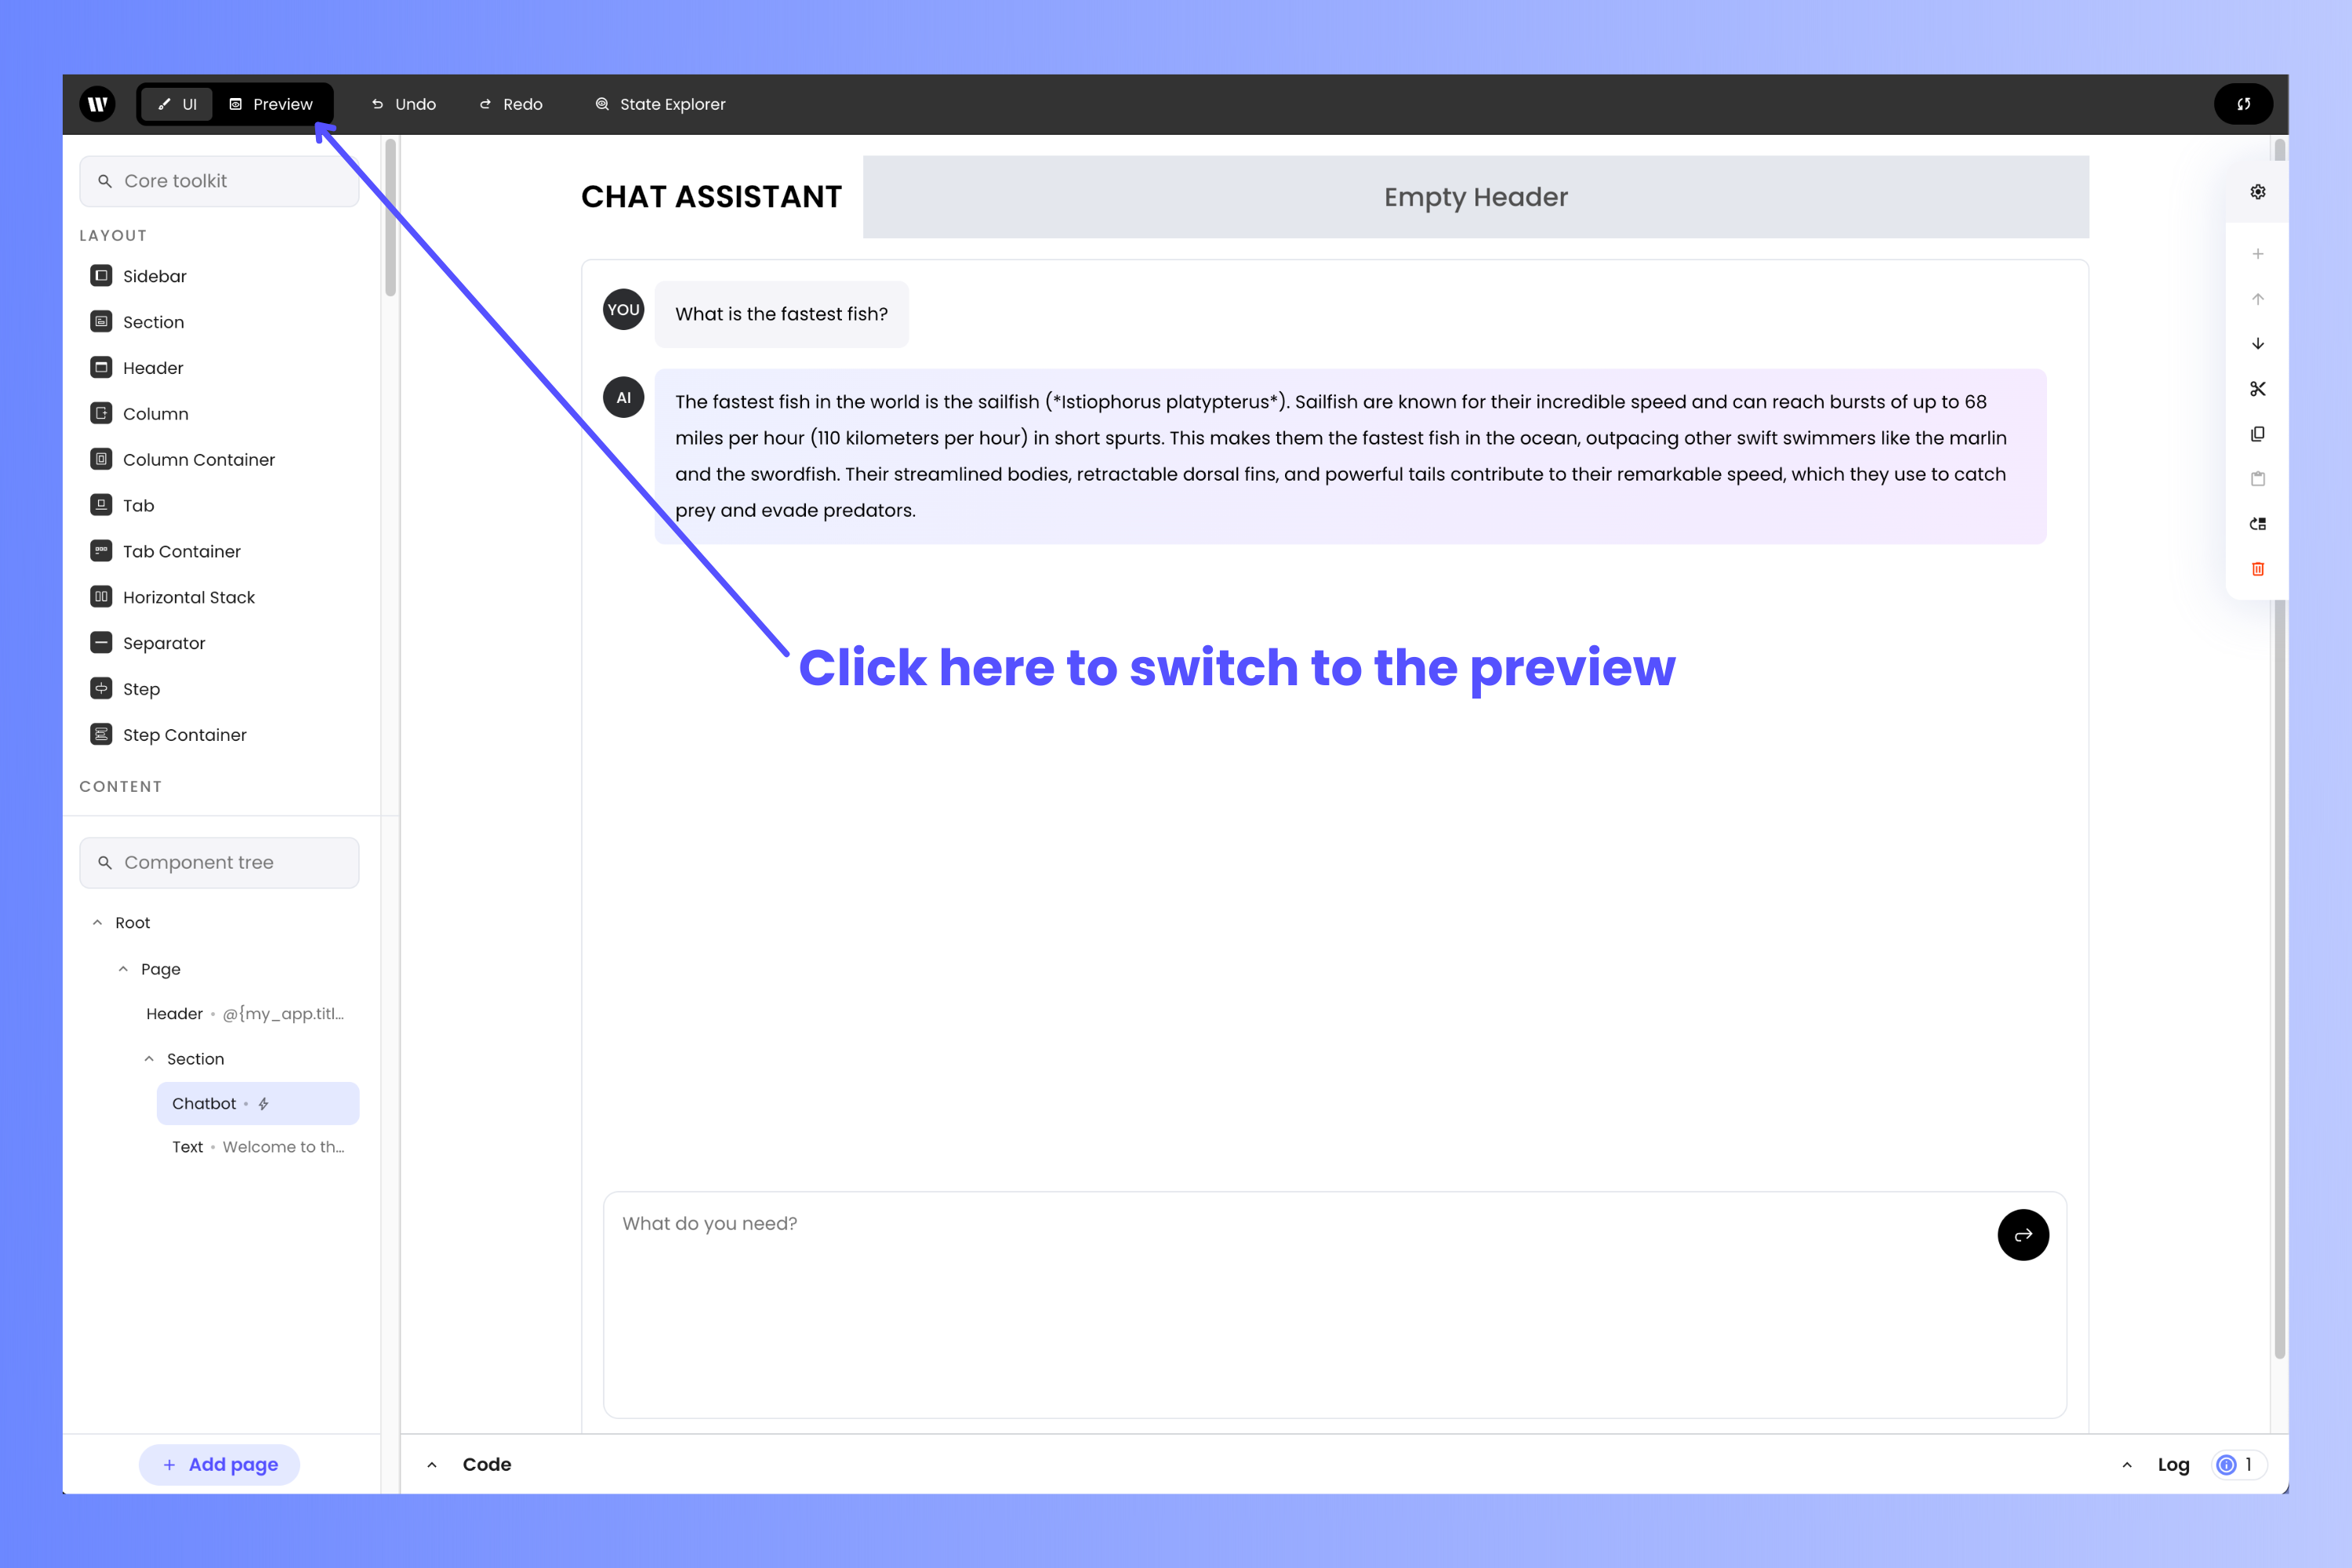 W UI Preview Undo Redo State Explorer
Core toolkit
LAYOUT
Sidebar
Section
Header
Column
Column Container
Tab
Tab Container
Horizontal Stack
Separator
Step
Step Container
CONTENT
Component tree
Root
Page
Header • @{my_app.titl...
Section
Chatbot •
Text • Welcome to th...
+ Add page
CHAT ASSISTANT
Empty Header
YOU
What is the fastest fish?
AI
The fastest fish in the world is the sailfish (*Istiophorus platypterus*). Sailfish are known for their incredible speed and can reach bursts of up to 68
miles per hour (110 kilometers per hour) in short spurts. This makes them the fastest fish in the ocean, outpacing other swift swimmers like the marlin
and the swordfish. Their streamlined bodies, retractable dorsal fins, and powerful tails contribute to their remarkable speed, which they use to catch
prey and evade predators.
Click here to switch to the preview
What do you need?
Code
Log 1